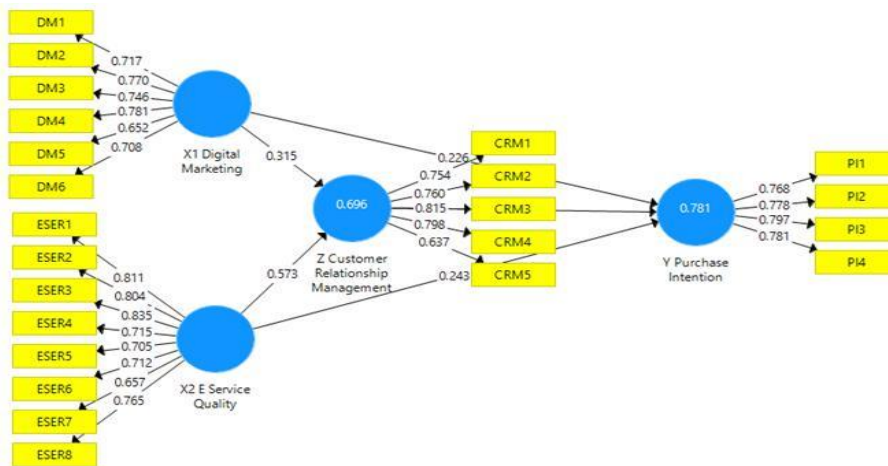 DM1
DM2
DM3
DM4
DM5
DM6
0.717
0.770
0.746
0.781
0.652
0.708
X1 Digital
Marketing
0.315
0.226
ESER1
ESER2
ESER3
ESER4
ESER5
ESER6
ESER7
ESER8
0.811
0.804
0.835
0.715
0.705
0.712
0.657
0.765
X2 E Service
Quality
0.573
0.243
0.696
Z Customer
Relationship
Management
0.754
0.760
0.815
0.798
0.637
CRM1
CRM2
CRM3
CRM4
CRM5
0.781
Y Purchase
Intention
0.768
0.778
0.797
0.781
PI1
PI2
PI3
PI4